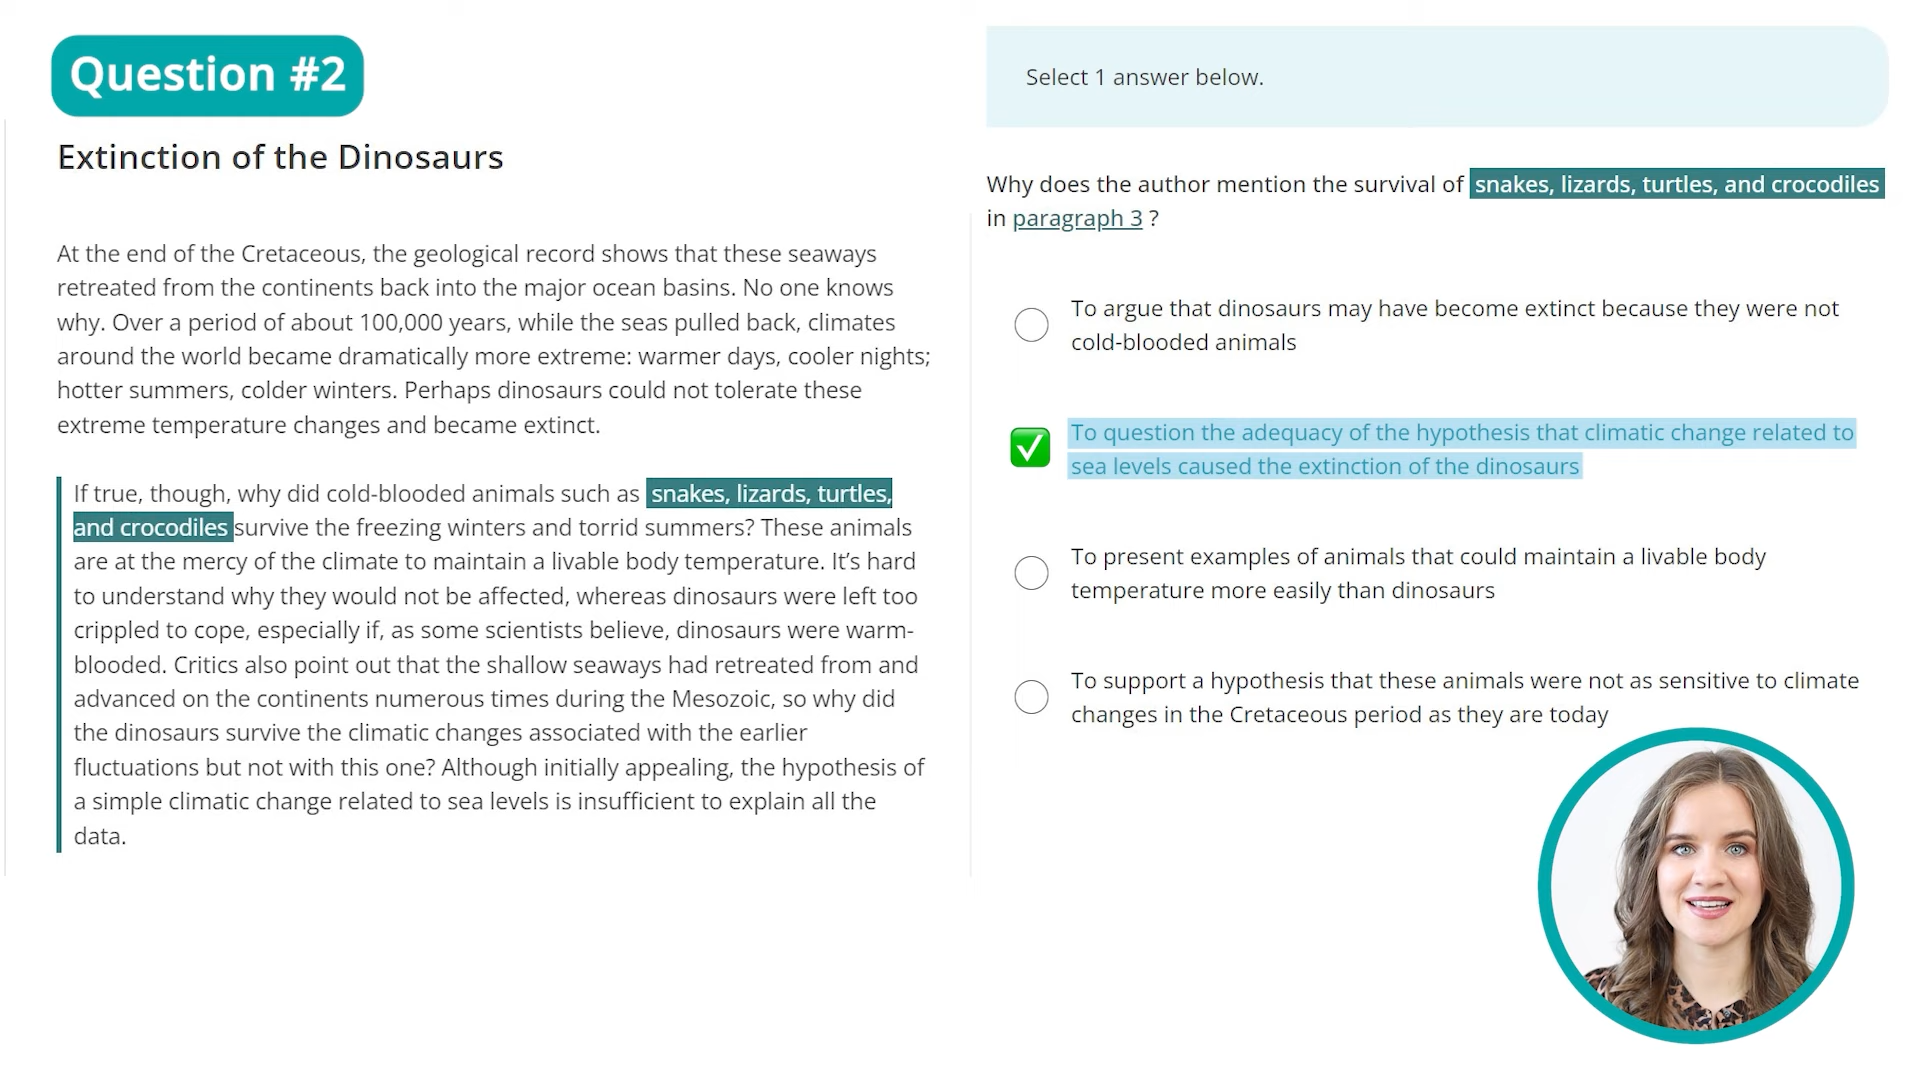 Question #2
Extinction of the Dinosaurs
At the end of the Cretaceous, the geological record shows that these seaways
retreated from the continents back into the major ocean basins. No one knows
why. Over a period of about 100,000 years, while the seas pulled back, climates
around the world became dramatically more extreme: warmer days, cooler nights;
hotter summers, colder winters. Perhaps dinosaurs could not tolerate these
extreme temperature changes and became extinct.
If true, though, why did cold-blooded animals such as snakes, lizards, turtles,
and crocodiles survive the freezing winters and torrid summers? These animals
are at the mercy of the climate to maintain a livable body temperature. It’s hard
to understand why they would not be affected, whereas dinosaurs were left too
crippled to cope, especially if, as some scientists believe, dinosaurs were warm-
blooded. Critics also point out that the shallow seaways had retreated from and
advanced on the continents numerous times during the Mesozoic, so why did
the dinosaurs survive the climatic changes associated with the earlier
fluctuations but not with this one? Although initially appealing, the hypothesis of
a simple climatic change related to sea levels is insufficient to explain all the
data.
Select 1 answer below.
Why does the author mention the survival of snakes, lizards, turtles, and crocodiles
in paragraph 3 ?
To argue that dinosaurs may have become extinct because they were not
cold-blooded animals
To question the adequacy of the hypothesis that climatic change related to
sea levels caused the extinction of the dinosaurs
To present examples of animals that could maintain a livable body
temperature more easily than dinosaurs
To support a hypothesis that these animals were not as sensitive to climate
changes in the Cretaceous period as they are today